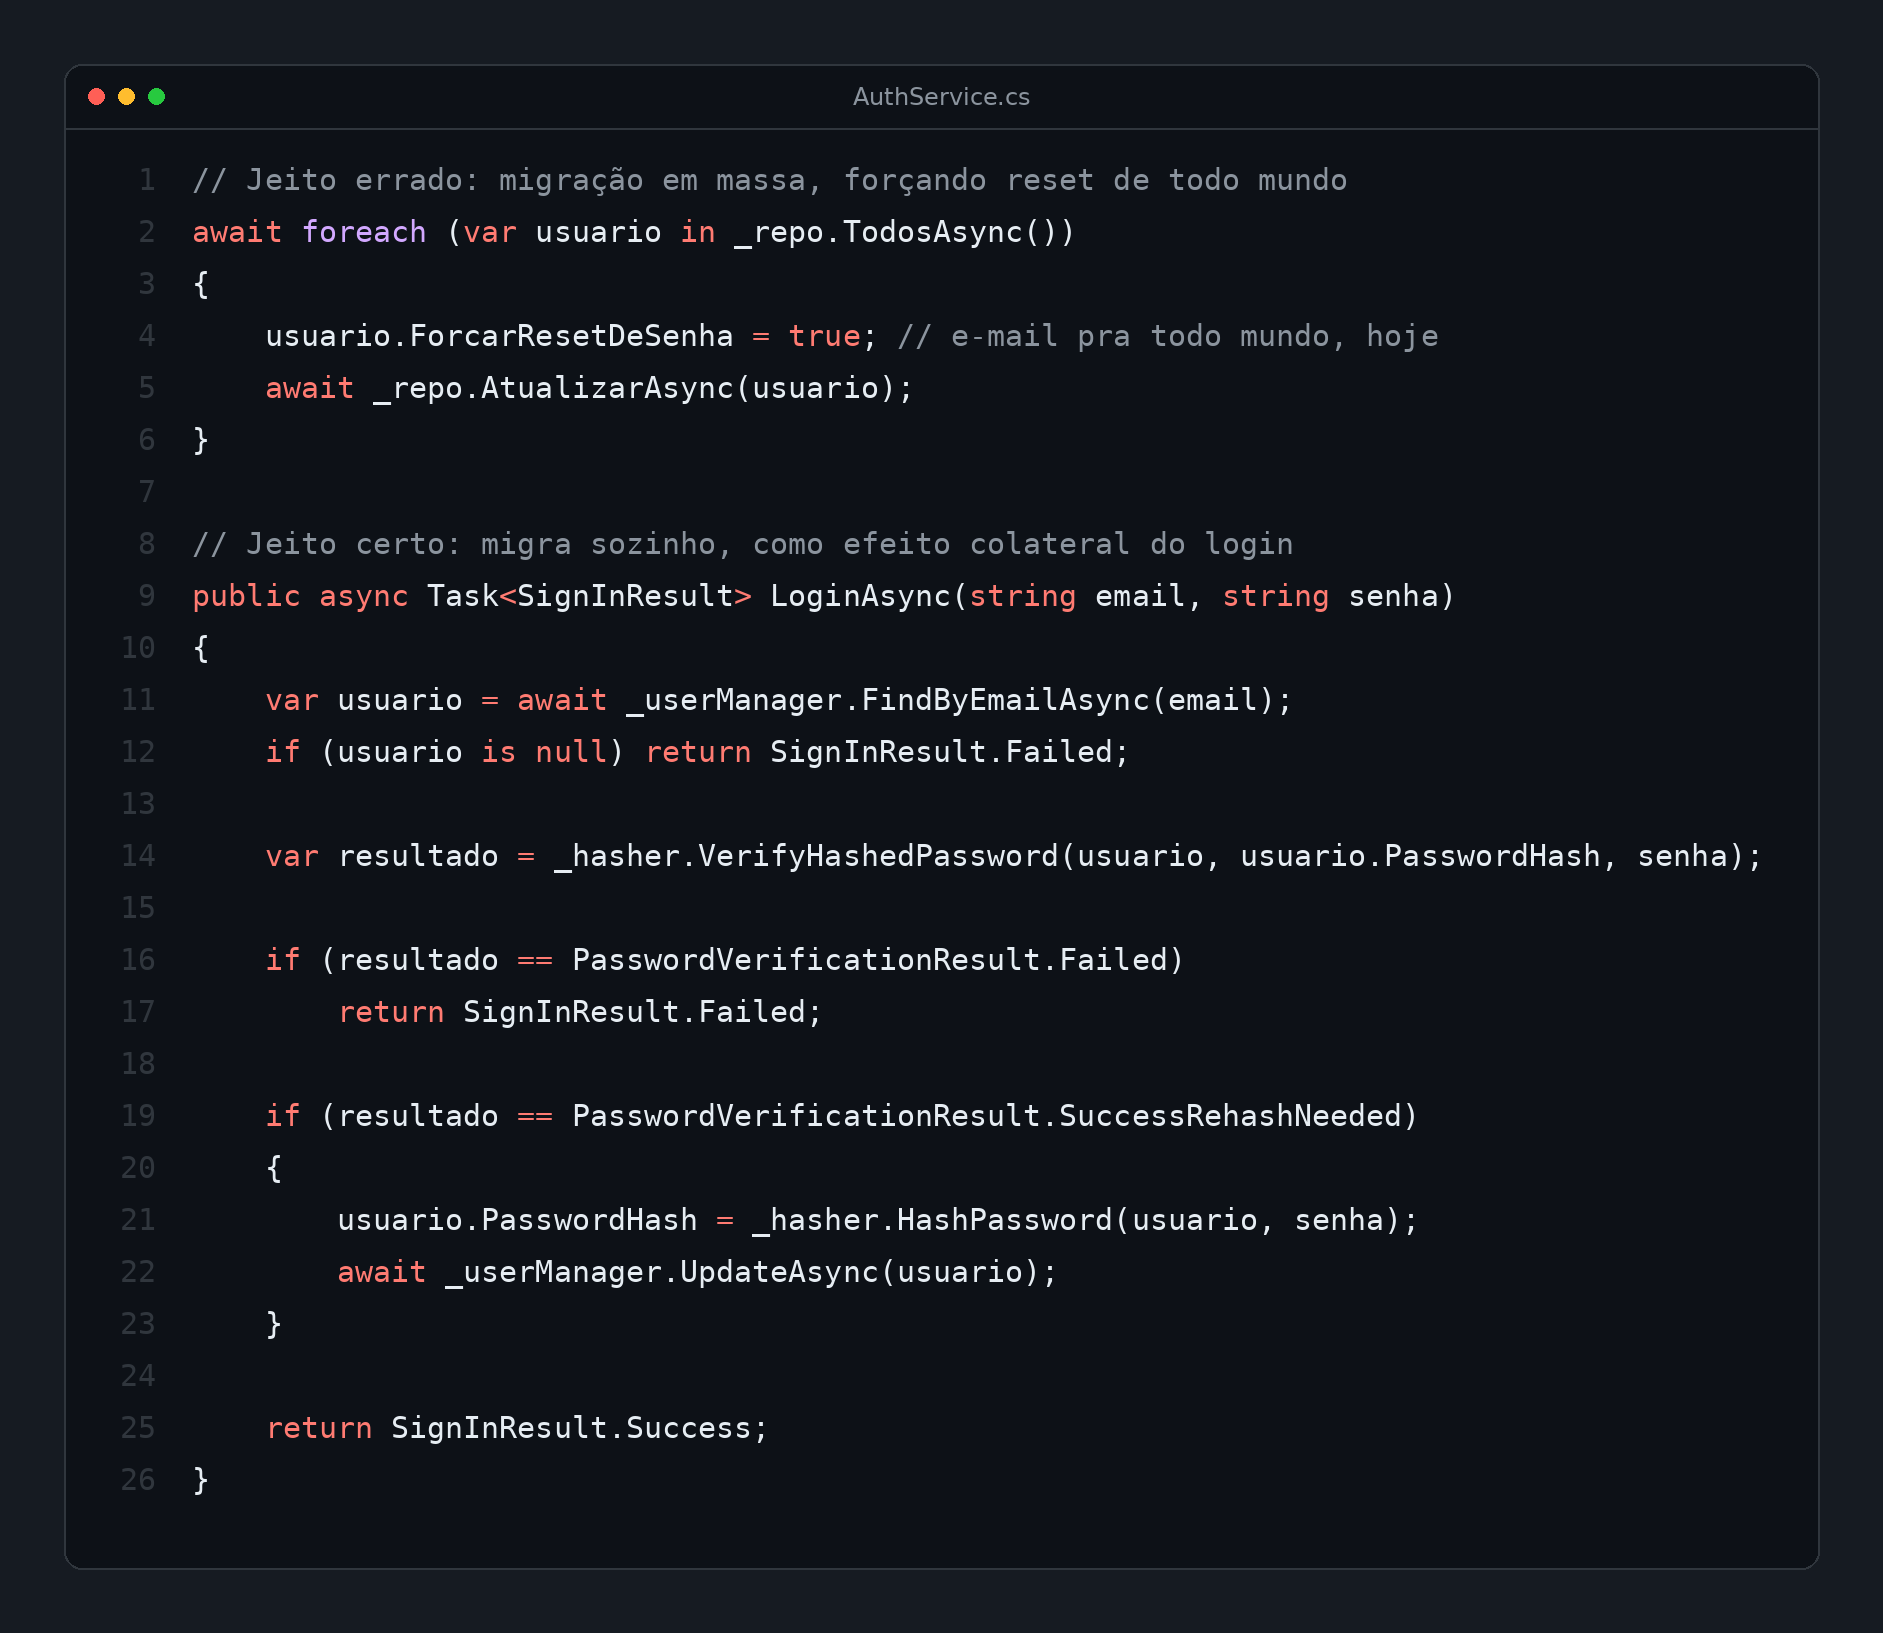 AuthService.cs
1 // Jeito errado: migração em massa, forçando reset de todo mundo
2 await foreach (var usuario in _repo.TodosAsync())
3 {
4     usuario.ForcarResetDeSenha = true; // e-mail pra todo mundo, hoje
5     await _repo.AtualizarAsync(usuario);
6 }
7
8 // Jeito certo: migra sozinho, como efeito colateral do login
9 public async Task<SignInResult> LoginAsync(string email, string senha)
10 {
11     var usuario = await _userManager.FindByEmailAsync(email);
12     if (usuario is null) return SignInResult.Failed;
13
14     var resultado = _hasher.VerifyHashedPassword(usuario, usuario.PasswordHash, senha);
15
16     if (resultado == PasswordVerificationResult.Failed)
17         return SignInResult.Failed;
18
19     if (resultado == PasswordVerificationResult.SuccessRehashNeeded)
20     {
21         usuario.PasswordHash = _hasher.HashPassword(usuario, senha);
22         await _userManager.UpdateAsync(usuario);
23     }
24
25     return SignInResult.Success;
26 }